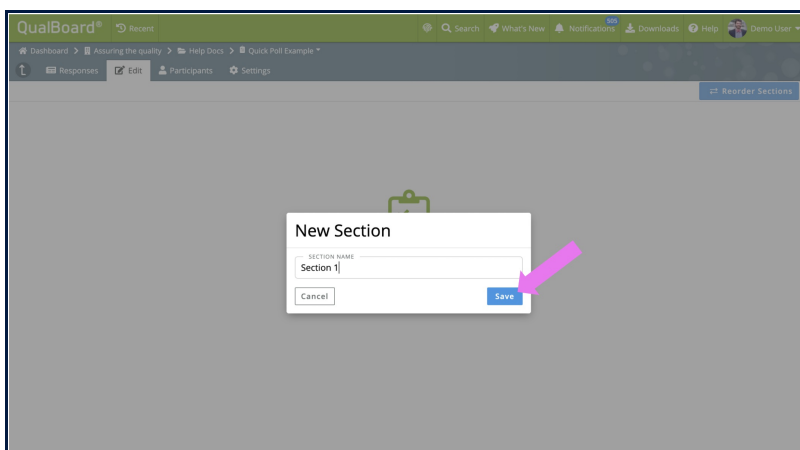 QualBoard® Recent Search What's New Notifications 505 Downloads Help Demo User
Dashboard > Assuring the quality > Help Docs > Quick Poll Example
Responses Edit Participants Settings
Reorder Sections
New Section
SECTION NAME
Section 1
Cancel Save